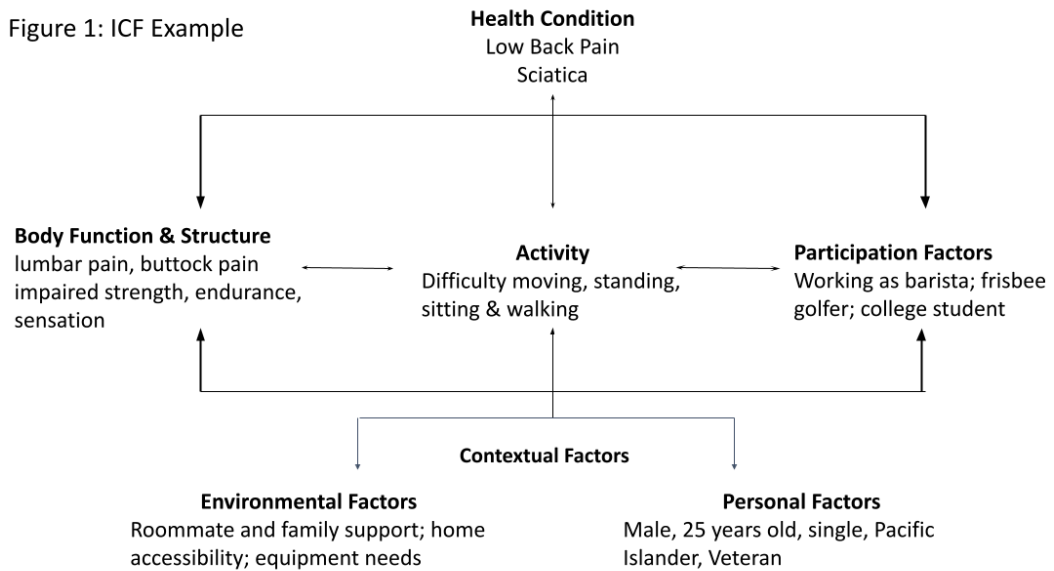 Figure 1: ICF Example
Health Condition
Low Back Pain
Sciatica
Body Function & Structure
lumbar pain, buttock pain
impaired strength, endurance,
sensation
Activity
Difficulty moving, standing,
sitting & walking
Participation Factors
Working as barista; frisbee
golfer; college student
Contextual Factors
Environmental Factors
Roommate and family support; home
accessibility; equipment needs
Personal Factors
Male, 25 years old, single, Pacific
Islander, Veteran